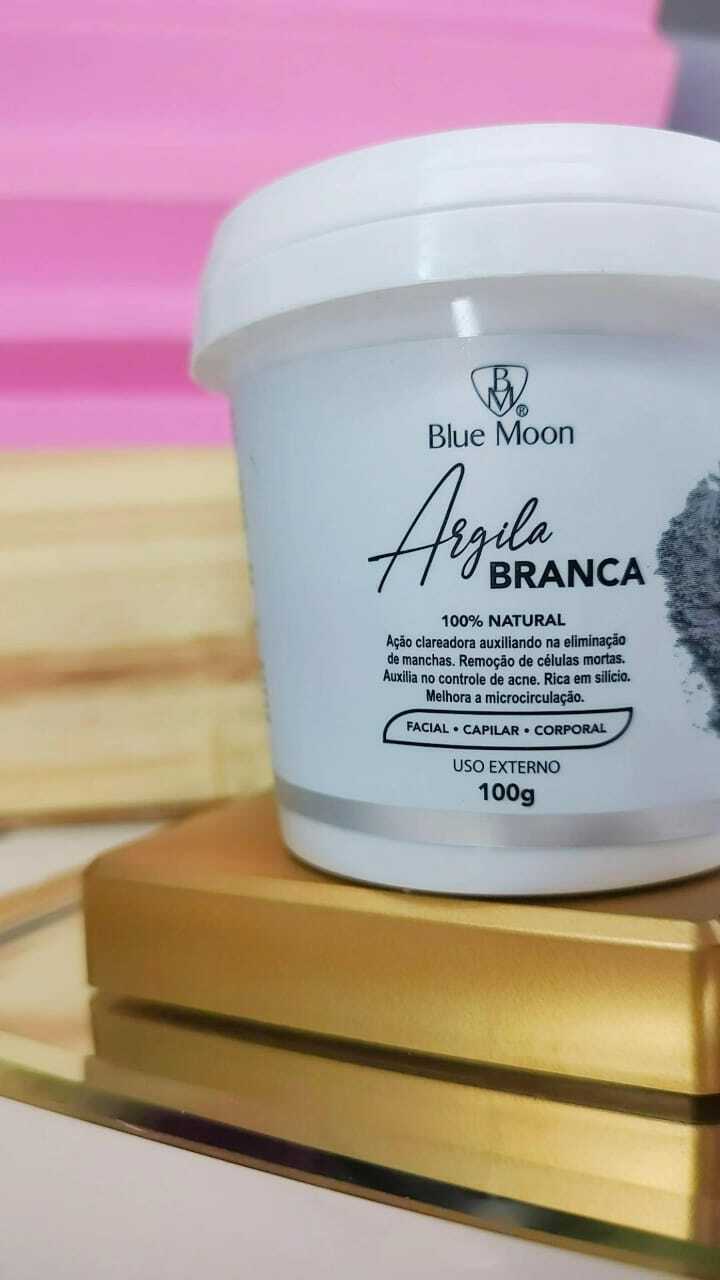 BM®
Blue Moon
Argila
BRANCA
100% NATURAL
Ação clareadora auxiliando na eliminação
de manchas. Remoção de células mortas.
Auxilia no controle de acne. Rica em silício.
Melhora a microcirculação.
FACIAL • CAPILAR • CORPORAL
USO EXTERNO
100g